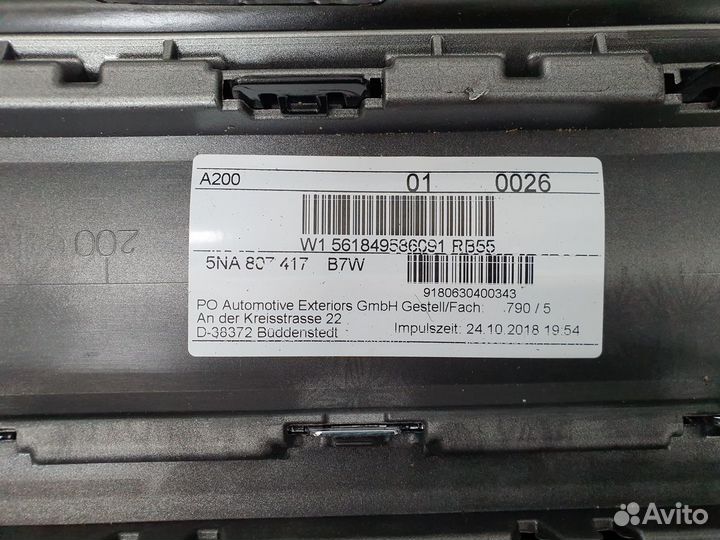 A200 01 0026
W1 561849586091 RB55
5NA 807 417 B7W
9180630400343
PO Automotive Exteriors GmbH Gestell/Fach: 790 / 5
An der Kreisstrasse 22
D-38372 Büddenstedt Impulszeit: 24.10.2018 19:54
200
Avito